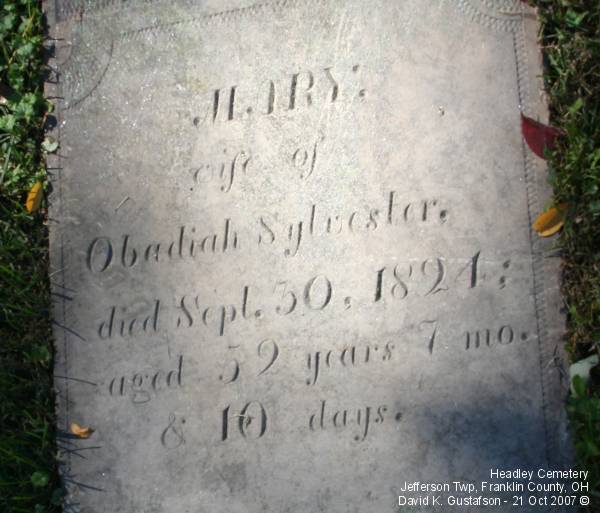 MARY:
wife of
Obadiah Sylvester.
died Sept. 30, 1824;
aged 52 years 7 mo.
& 10 days.
Headley Cemetery
Jefferson Twp, Franklin County, OH
David K. Gustafson - 21 Oct 2007 ©